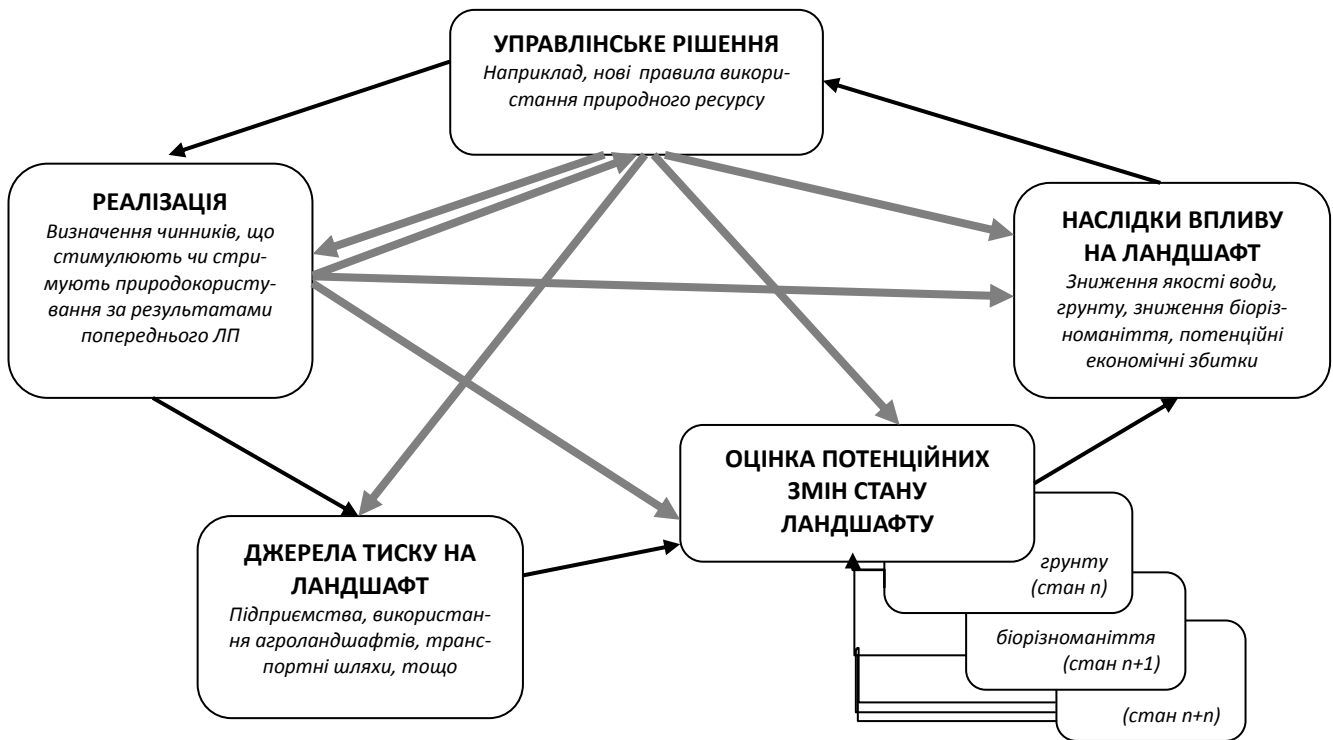 УПРАВЛІНСЬКЕ РІШЕННЯ
Наприклад, нові правила викори-
стання природного ресурсу
РЕАЛІЗАЦІЯ
Визначення чинників, що
стимулюють чи стри-
мують природокористу-
вання за результатами
попереднього ЛП
НАСЛІДКИ ВПЛИВУ
НА ЛАНДШАФТ
Зниження якості води,
грунту, зниження біоріз-
номаніття, потенційні
економічні збитки
ОЦІНКА ПОТЕНЦІЙНИХ
ЗМІН СТАНУ
ЛАНДШАФТУ
ДЖЕРЕЛА ТИСКУ НА
ЛАНДШАФТ
Підприємства, використан-
ня агроландшафтів, транс-
портні шляхи, тощо
грунту
(стан n)
біорізноманіття
(стан n+1)
(стан n+n)